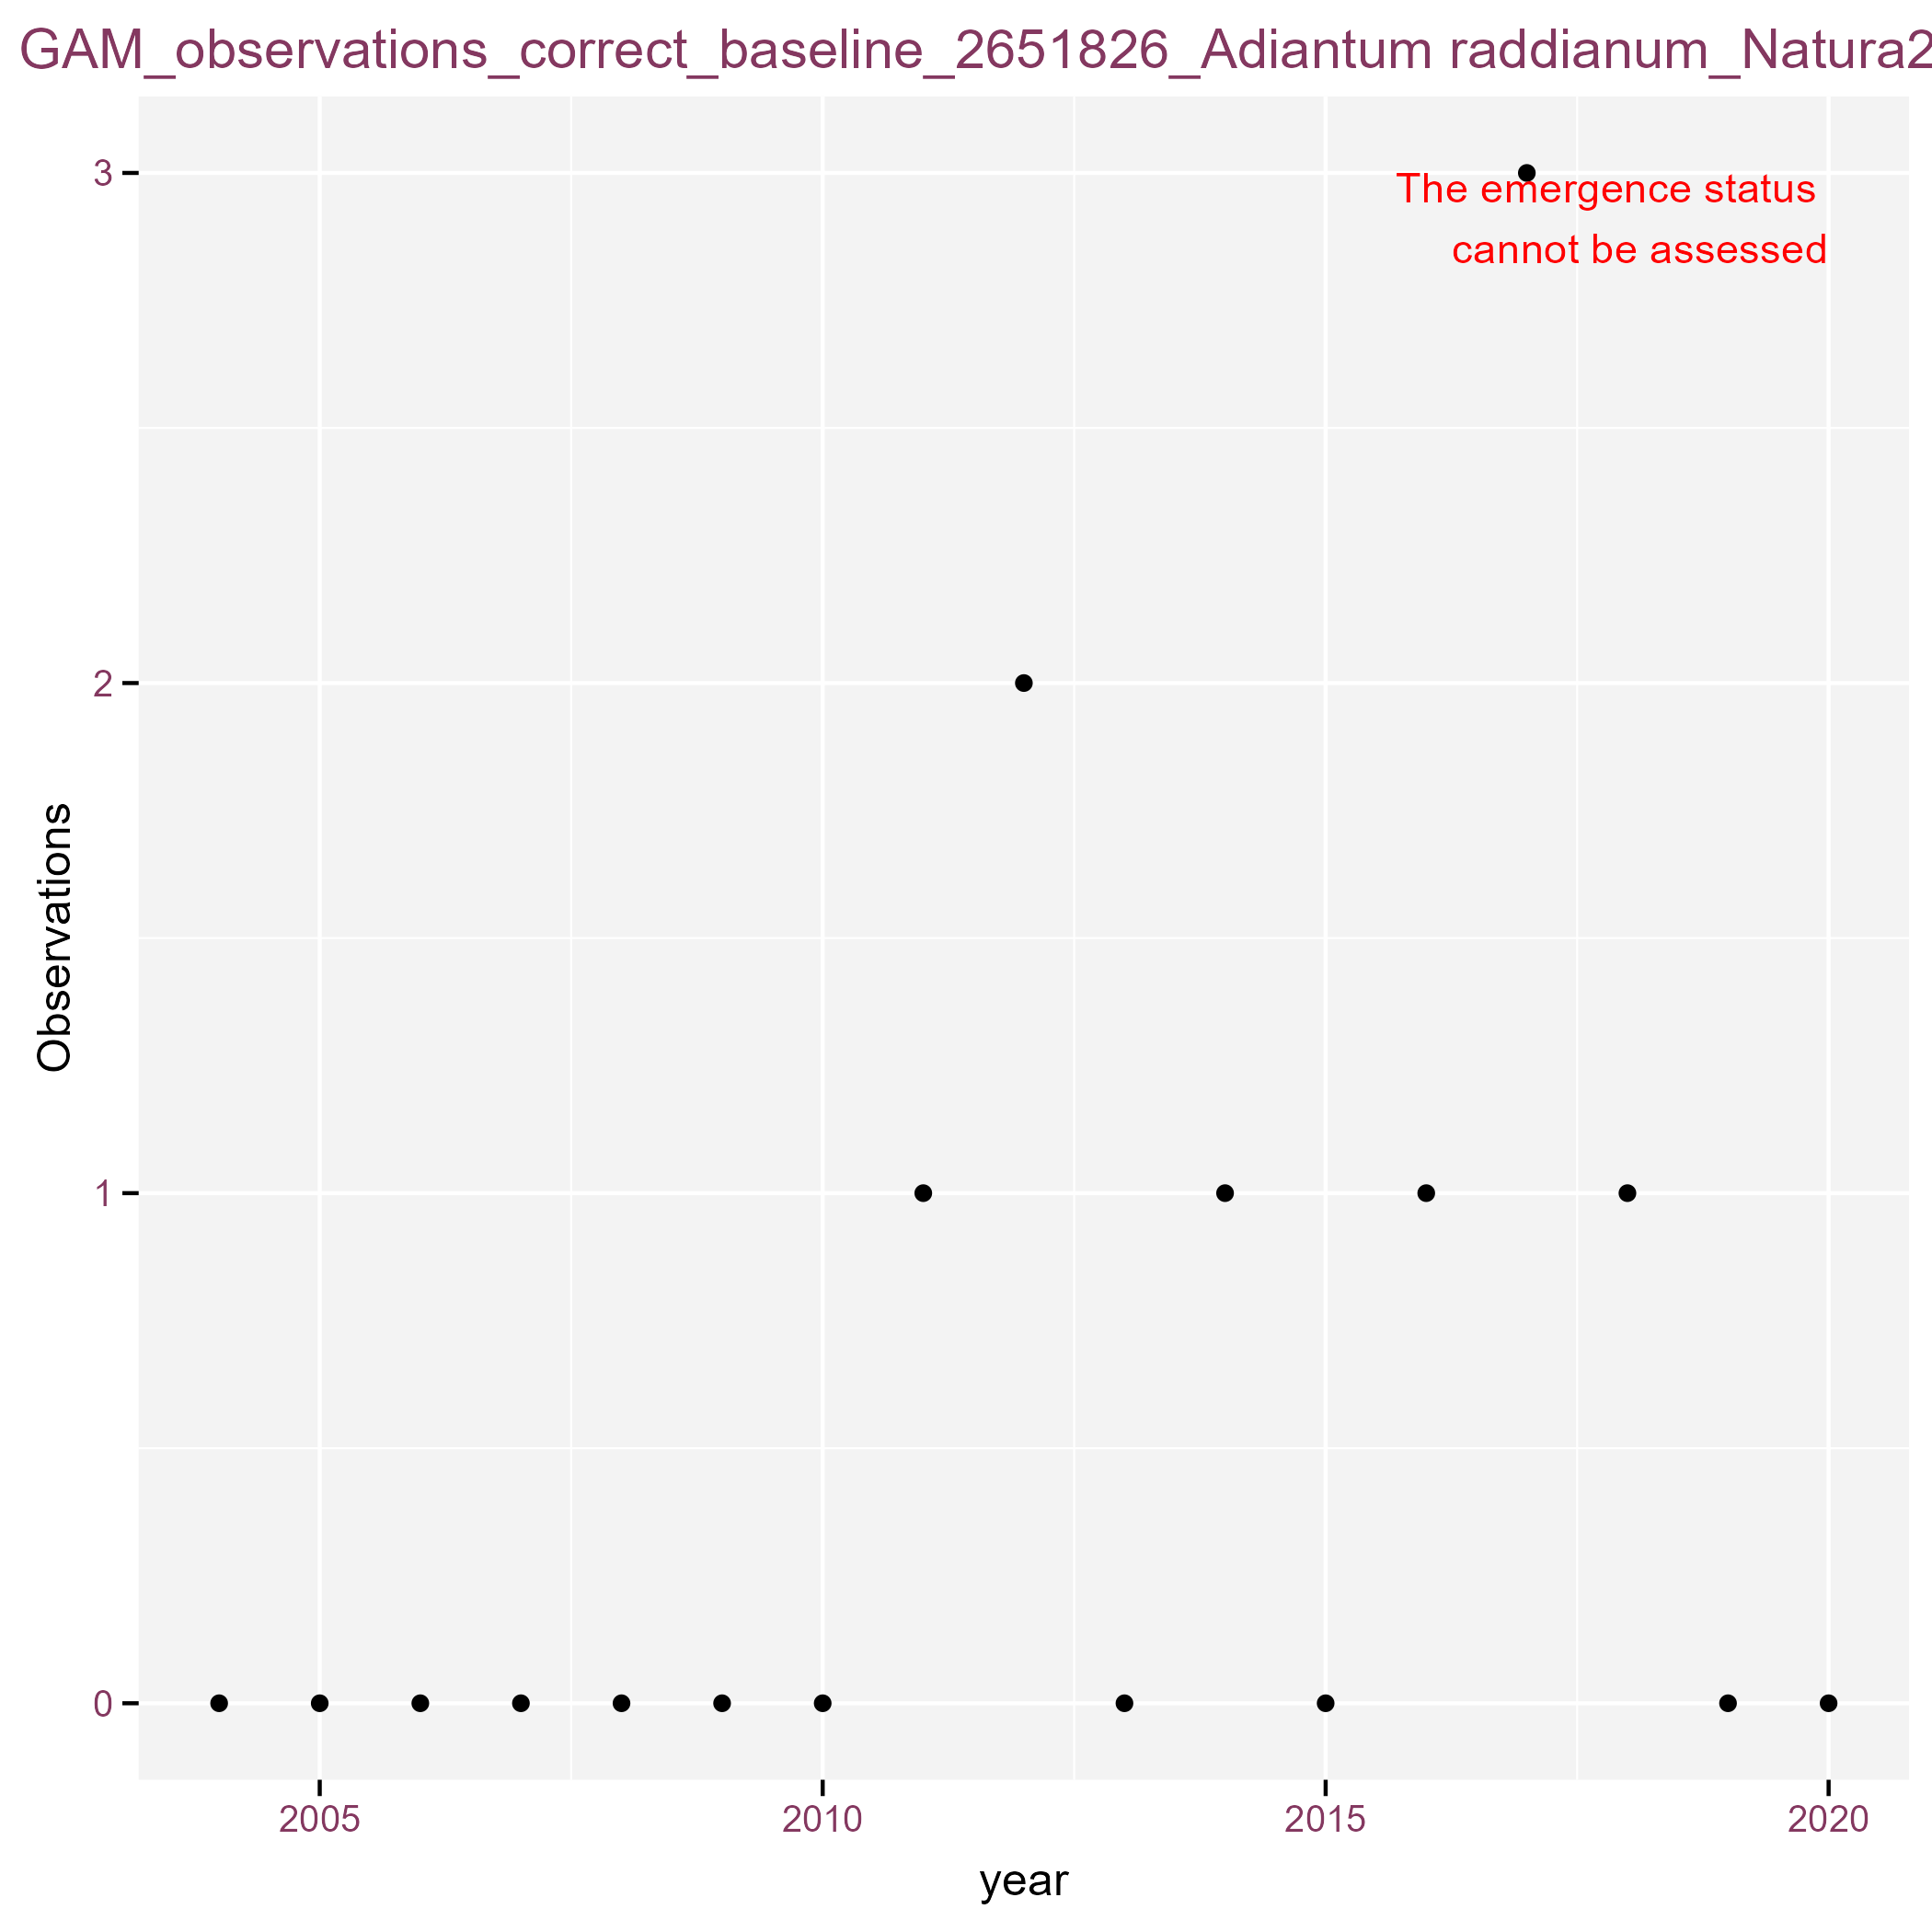 GAM_observations_correct_baseline_2651826_Adiantum raddianum_Natura2
3
The emergence status
cannot be assessed
2
Observations
1
0
2005 2010 2015 2020
year